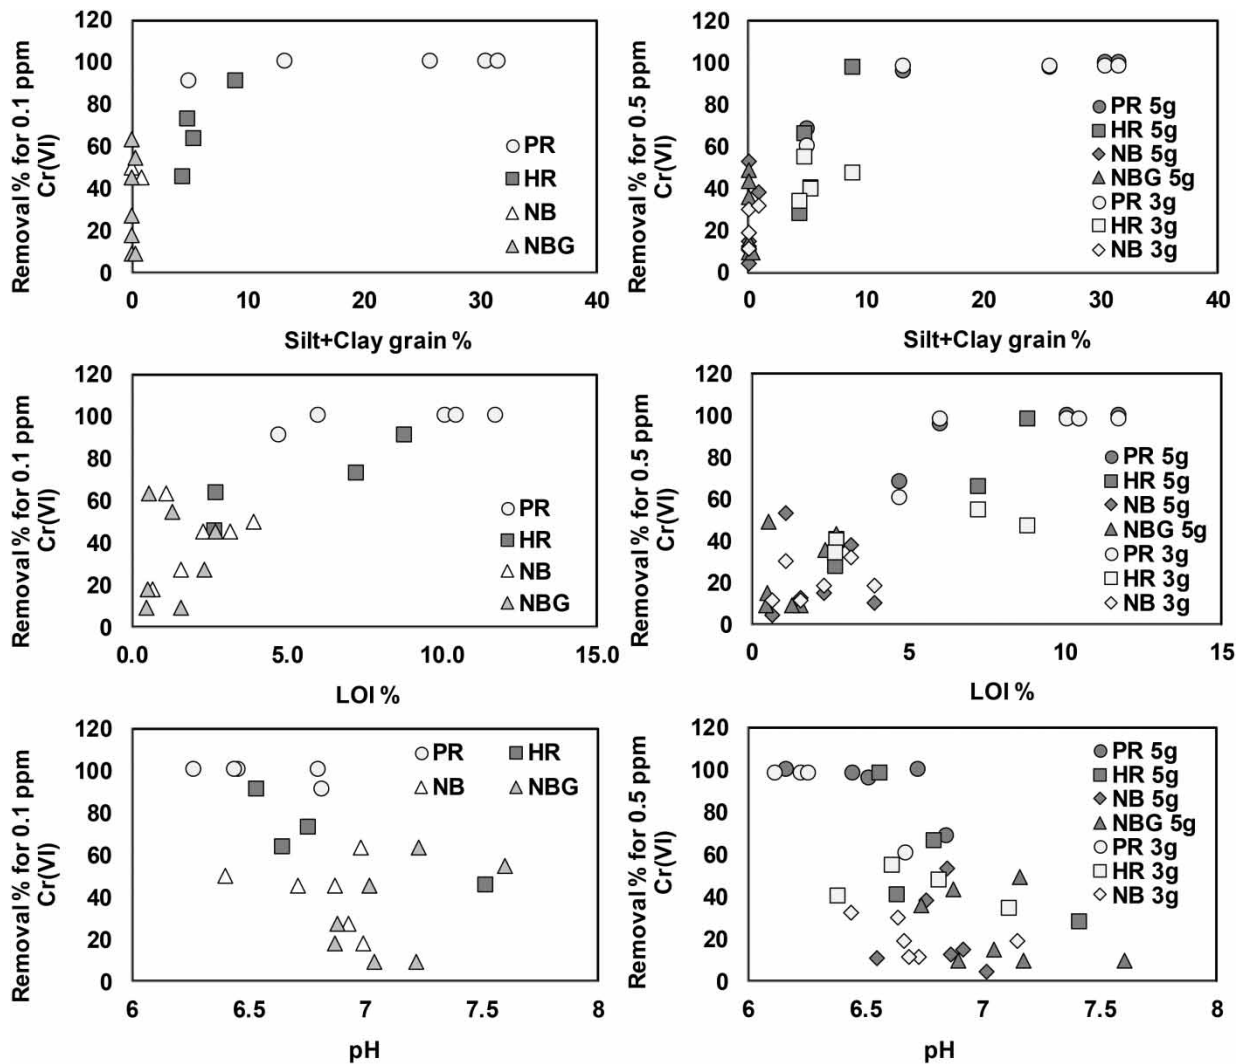 Removal % for 0.1 ppm
Cr(VI)
120
100
80
60
40
20
0
PR
HR
NB
NBG
0 10 20 30 40
Silt+Clay grain %
Removal % for 0.5 ppm
Cr(VI)
120
100
80
60
40
20
0
PR 5g
HR 5g
NB 5g
NBG 5g
PR 3g
HR 3g
NB 3g
0 10 20 30 40
Silt+Clay grain %
Removal % for 0.1 ppm
Cr(VI)
120
100
80
60
40
20
0
PR
HR
NB
NBG
0.0 5.0 10.0 15.0
LOI %
Removal % for 0.5 ppm
Cr(VI)
120
100
80
60
40
20
0
PR 5g
HR 5g
NB 5g
NBG 5g
PR 3g
HR 3g
NB 3g
0 5 10 15
LOI %
Removal % for 0.1 ppm
Cr(VI)
120
100
80
60
40
20
0
PR HR
NB NBG
6 6.5 7 7.5 8
pH
Removal % for 0.5 ppm
Cr(VI)
120
100
80
60
40
20
0
PR 5g
HR 5g
NB 5g
NBG 5g
PR 3g
HR 3g
NB 3g
6 6.5 7 7.5 8
pH